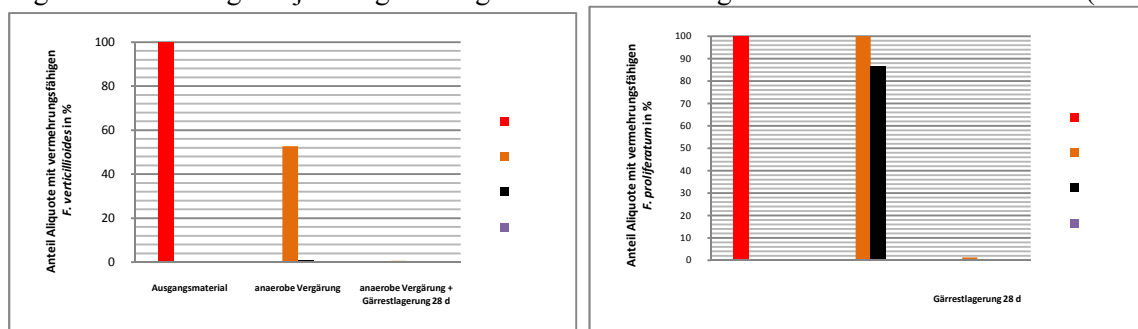 Anteil Aliquote mit vermehrungsfähigen
F. verticillioides in %
100
80
60
40
20
0
Ausgangsmaterial
anaerobe Vergärung
anaerobe Vergärung +
Gärrestlagerung 28 d
Anteil Aliquote mit vermehrungsfähigen
F. proliferatum in %
100
90
80
70
60
50
40
30
20
10
0
Gärrestlagerung 28 d